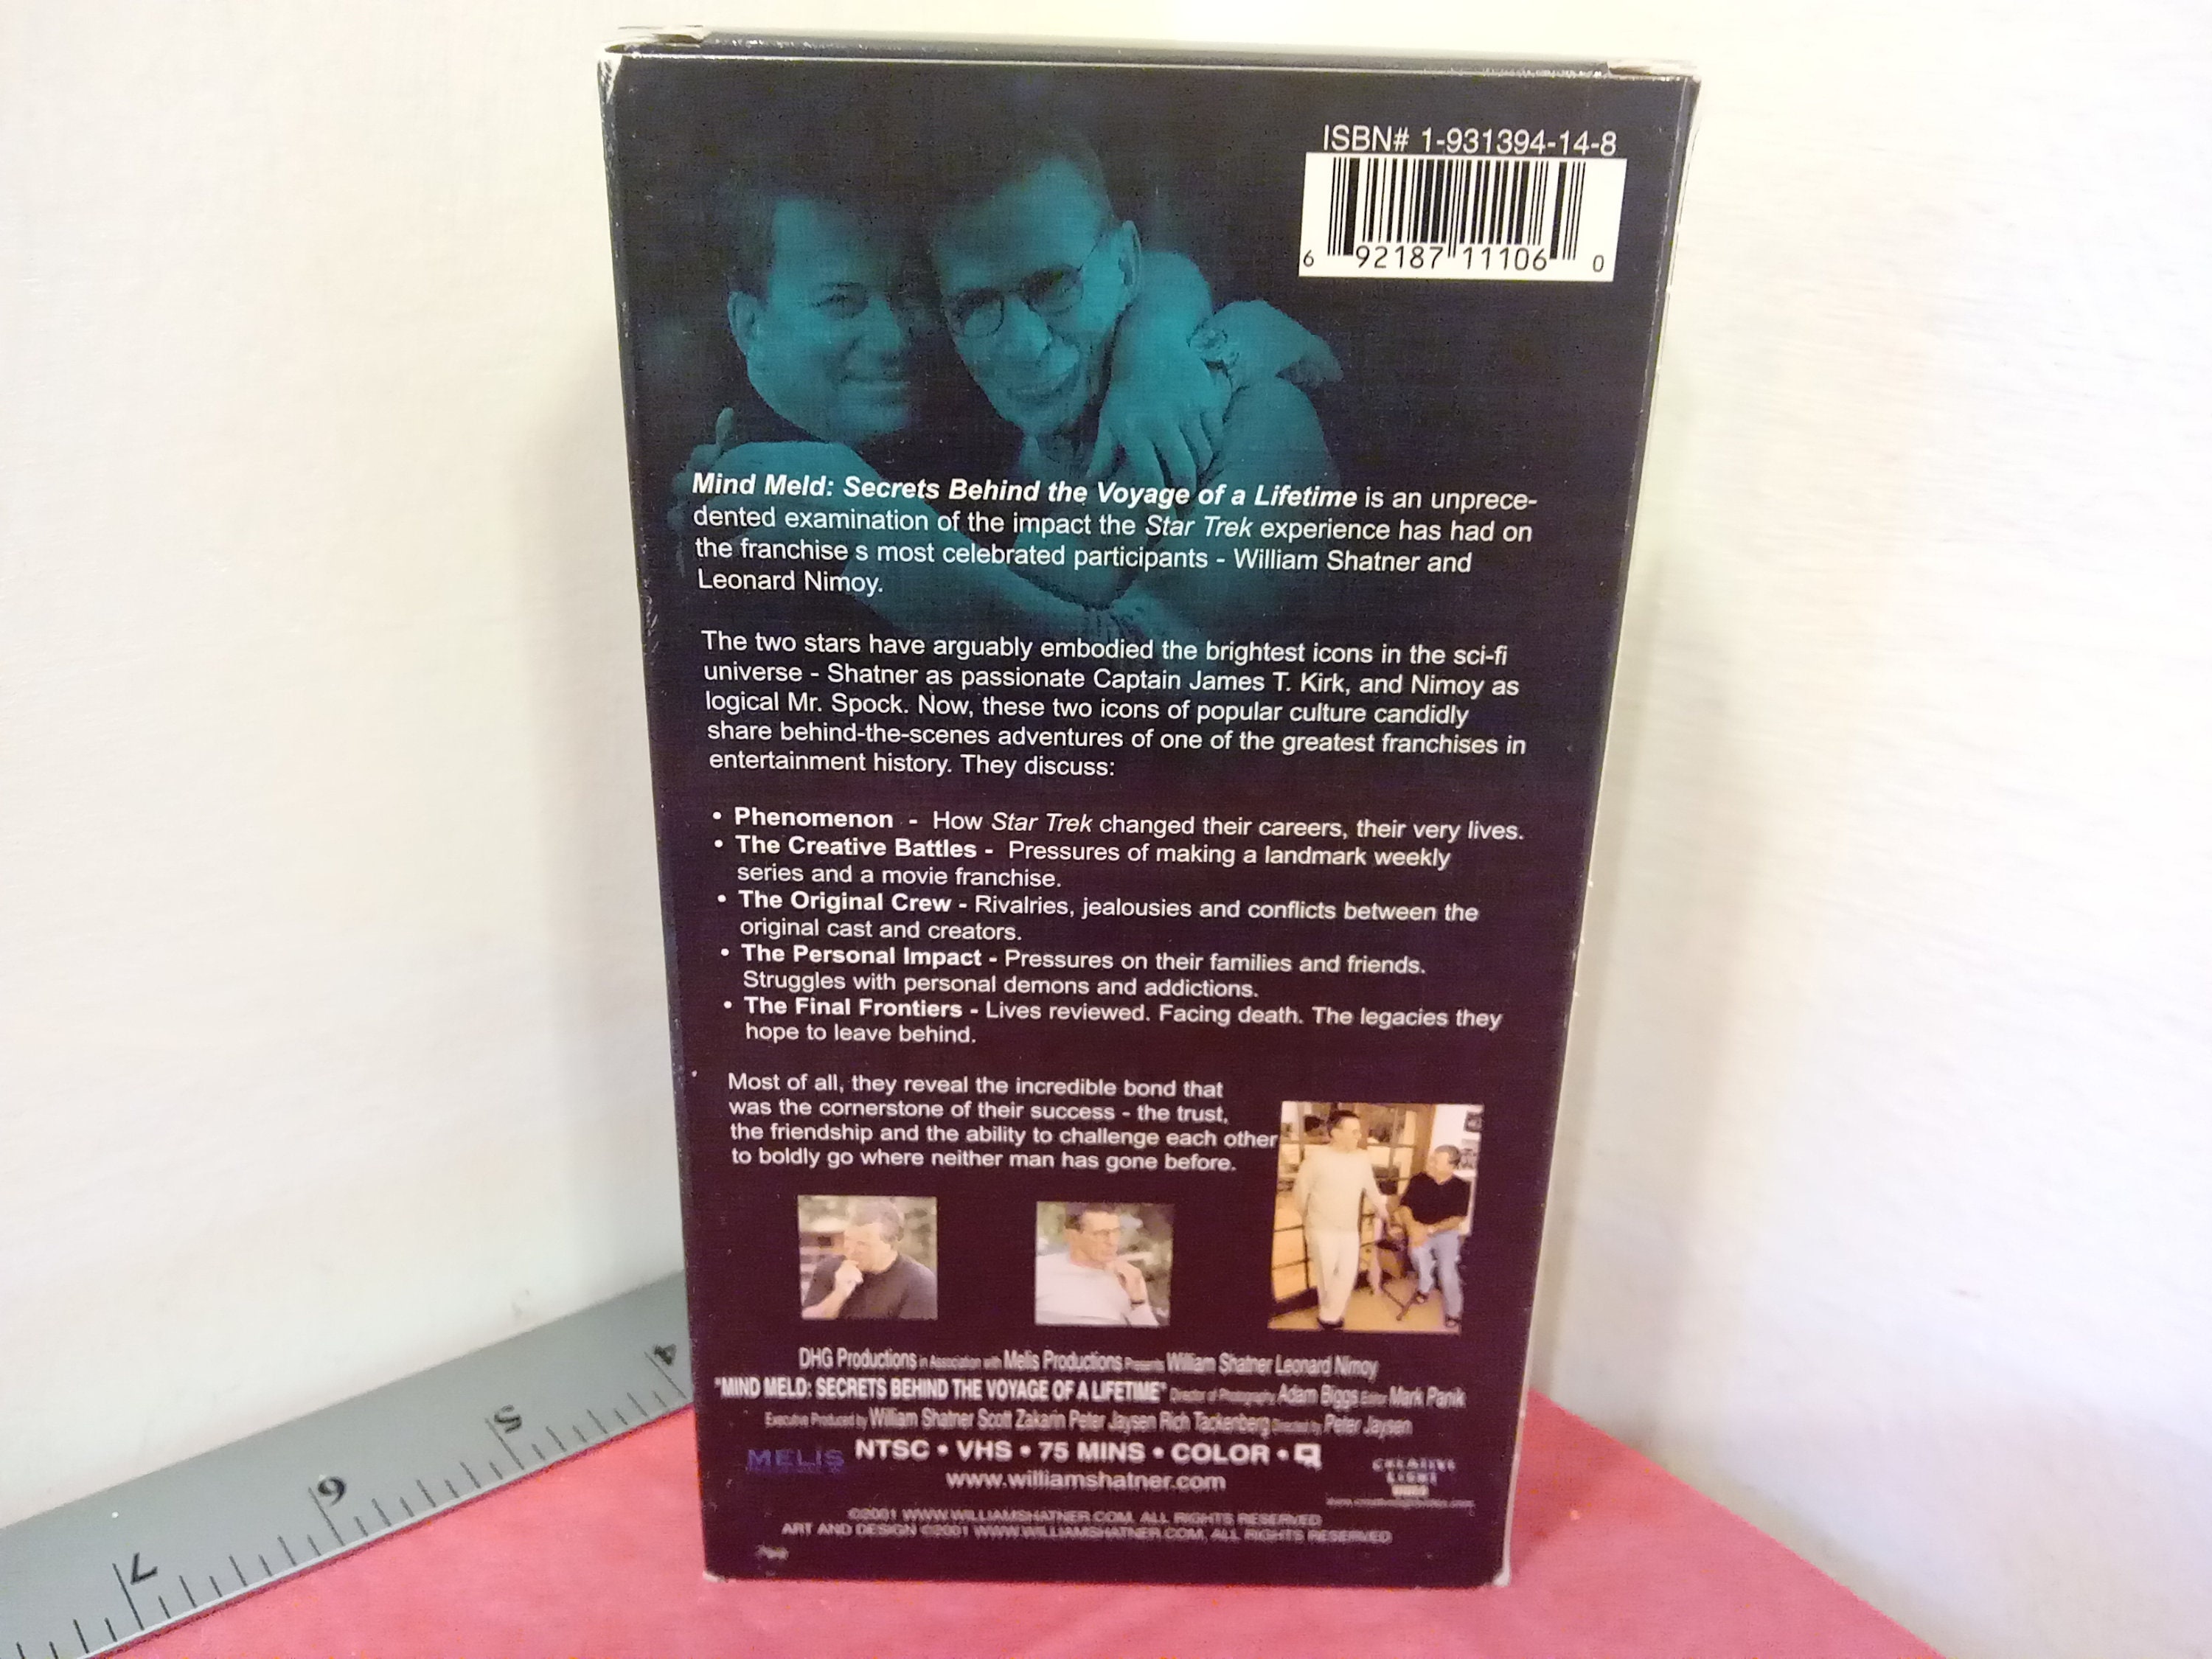 ISBN# 1-931394-14-8
6 92187 11106 0
Mind Meld: Secrets Behind the Voyage of a Lifetime is an unprece-
dented examination of the impact the Star Trek experience has had on
the franchise s most celebrated participants - William Shatner and
Leonard Nimoy.
The two stars have arguably embodied the brightest icons in the sci-fi
universe - Shatner as passionate Captain James T. Kirk, and Nimoy as
logical Mr. Spock. Now, these two icons of popular culture candidly
share behind-the-scenes adventures of one of the greatest franchises in
entertainment history. They discuss:
• Phenomenon - How Star Trek changed their careers, their very lives.
• The Creative Battles - Pressures of making a landmark weekly
series and a movie franchise.
• The Original Crew - Rivalries, jealousies and conflicts between the
original cast and creators.
• The Personal Impact - Pressures on their families and friends.
Struggles with personal demons and addictions.
• The Final Frontiers - Lives reviewed. Facing death. The legacies they
hope to leave behind.
Most of all, they reveal the incredible bond that
was the cornerstone of their success - the trust,
the friendship and the ability to challenge each other
to boldly go where neither man has gone before.
DHG Productions in Association with Melis Productions Presents William Shatner Leonard Nimoy
"MIND MELD: SECRETS BEHIND THE VOYAGE OF A LIFETIME" Director of Photography Adam Biggs Editor Mark Panik
Executive Produced by William Shatner Scott Zakarin Peter Jaysen Rich Tackenberg Directed by Peter Jaysen
MELIS
NTSC • VHS • 75 MINS • COLOR •
www.williamshatner.com
CREATIVE
LIGHT
VIDEO
©2001 WWW.WILLIAMSHATNER.COM, ALL RIGHTS RESERVED
ART AND DESIGN ©2001 WWW.WILLIAMSHATNER.COM, ALL RIGHTS RESERVED
4
5
6
7